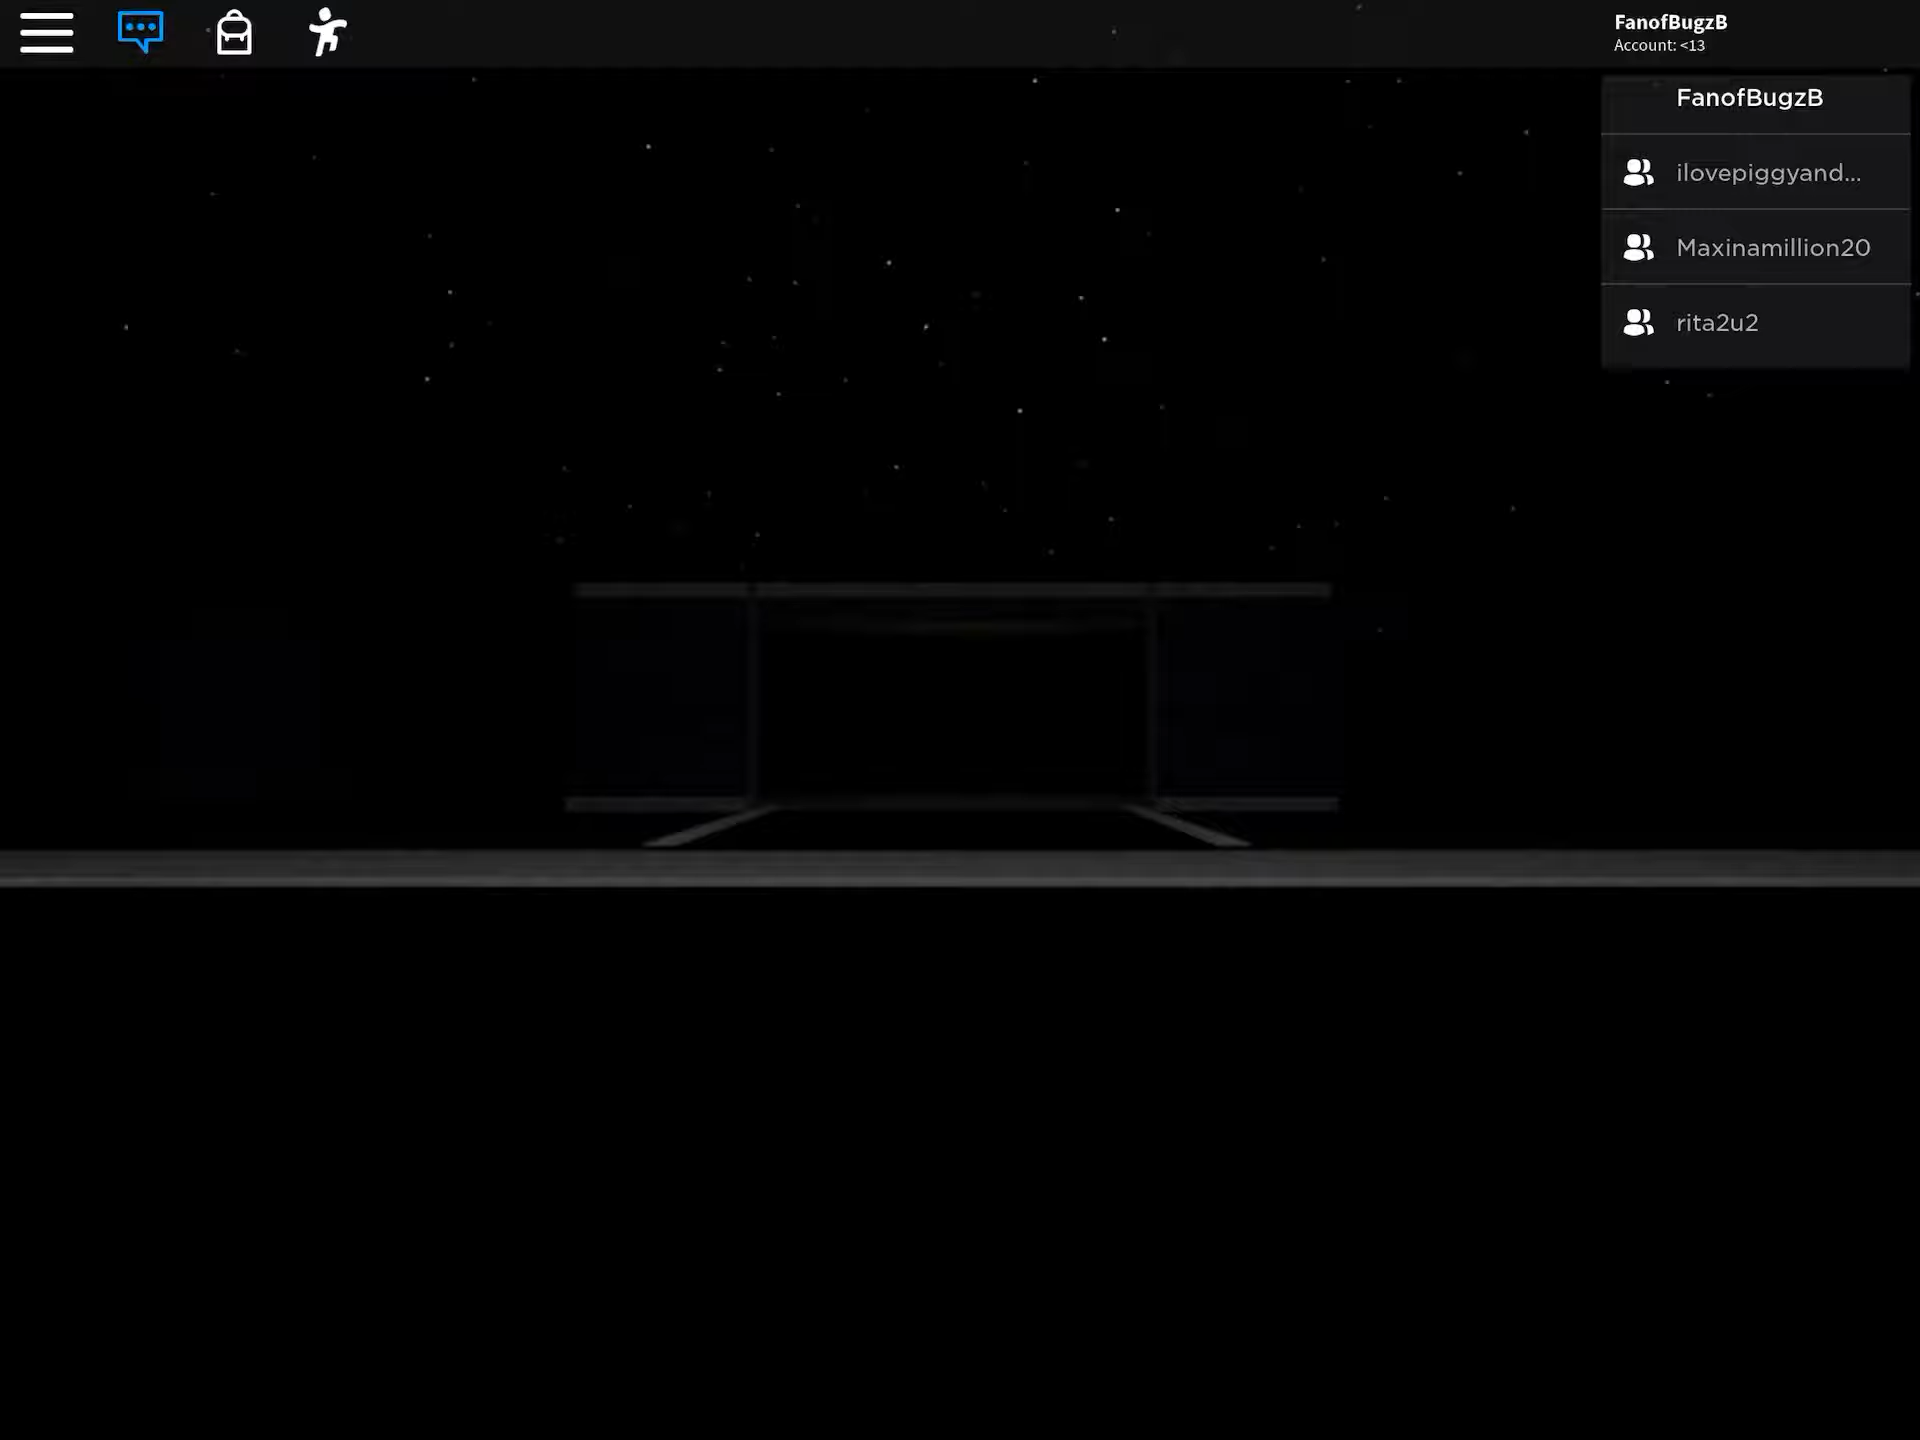 FanofBugzB
Account: <13
FanofBugzB
ilovepiggyand...
Maxinamillion20
rita2u2